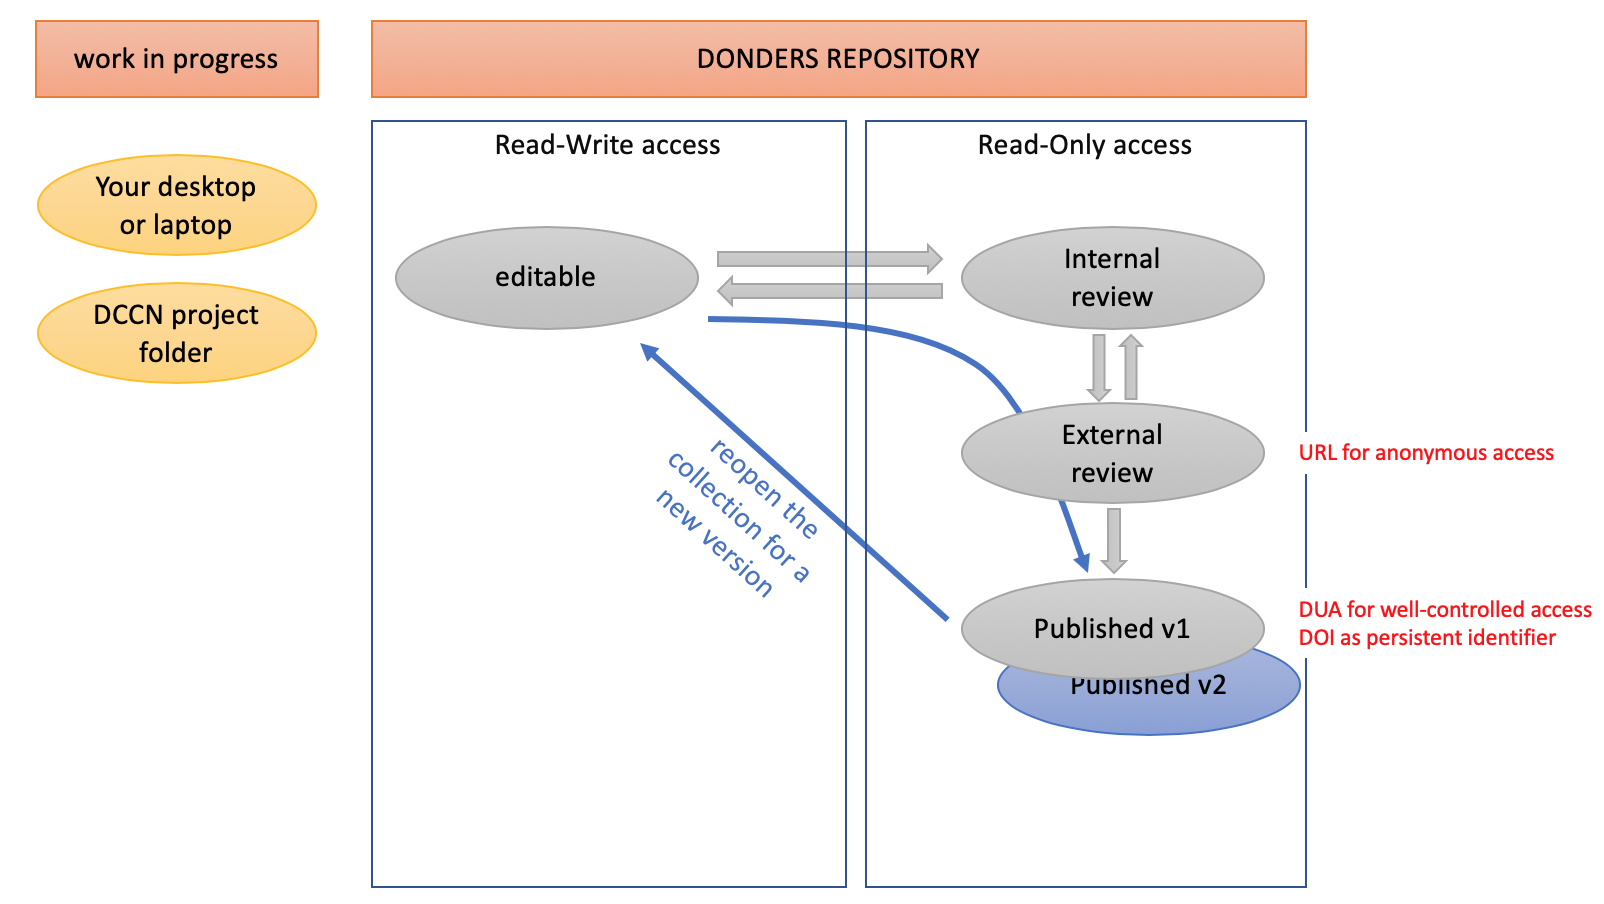 work in progress
DONDERS REPOSITORY
Your desktop
or laptop
DCCN project
folder
Read-Write access
editable
reopen the
collection for a
new version
Read-Only access
Internal
review
External
review
URL for anonymous access
Published v1
DUA for well-controlled access
DOI as persistent identifier
Published v2